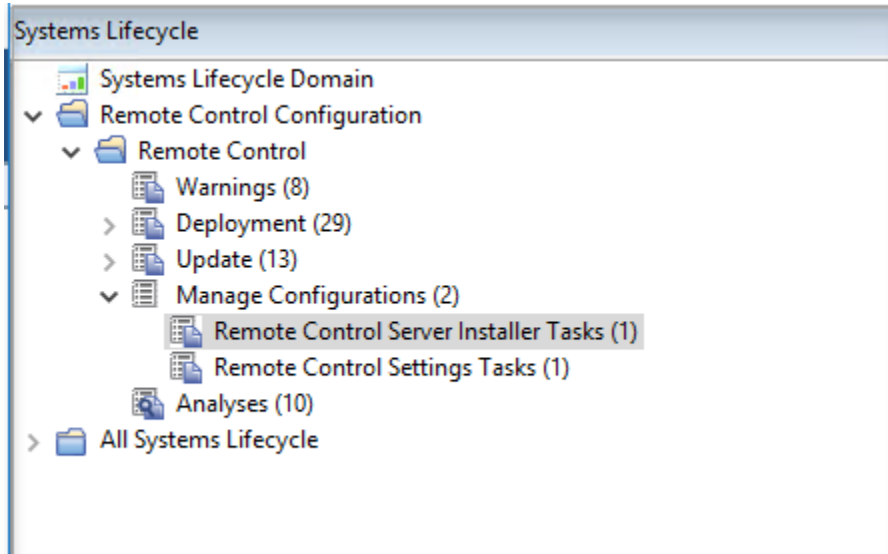 Systems Lifecycle
Systems Lifecycle Domain
Remote Control Configuration
Remote Control
Warnings (8)
Deployment (29)
Update (13)
Manage Configurations (2)
Remote Control Server Installer Tasks (1)
Remote Control Settings Tasks (1)
Analyses (10)
All Systems Lifecycle